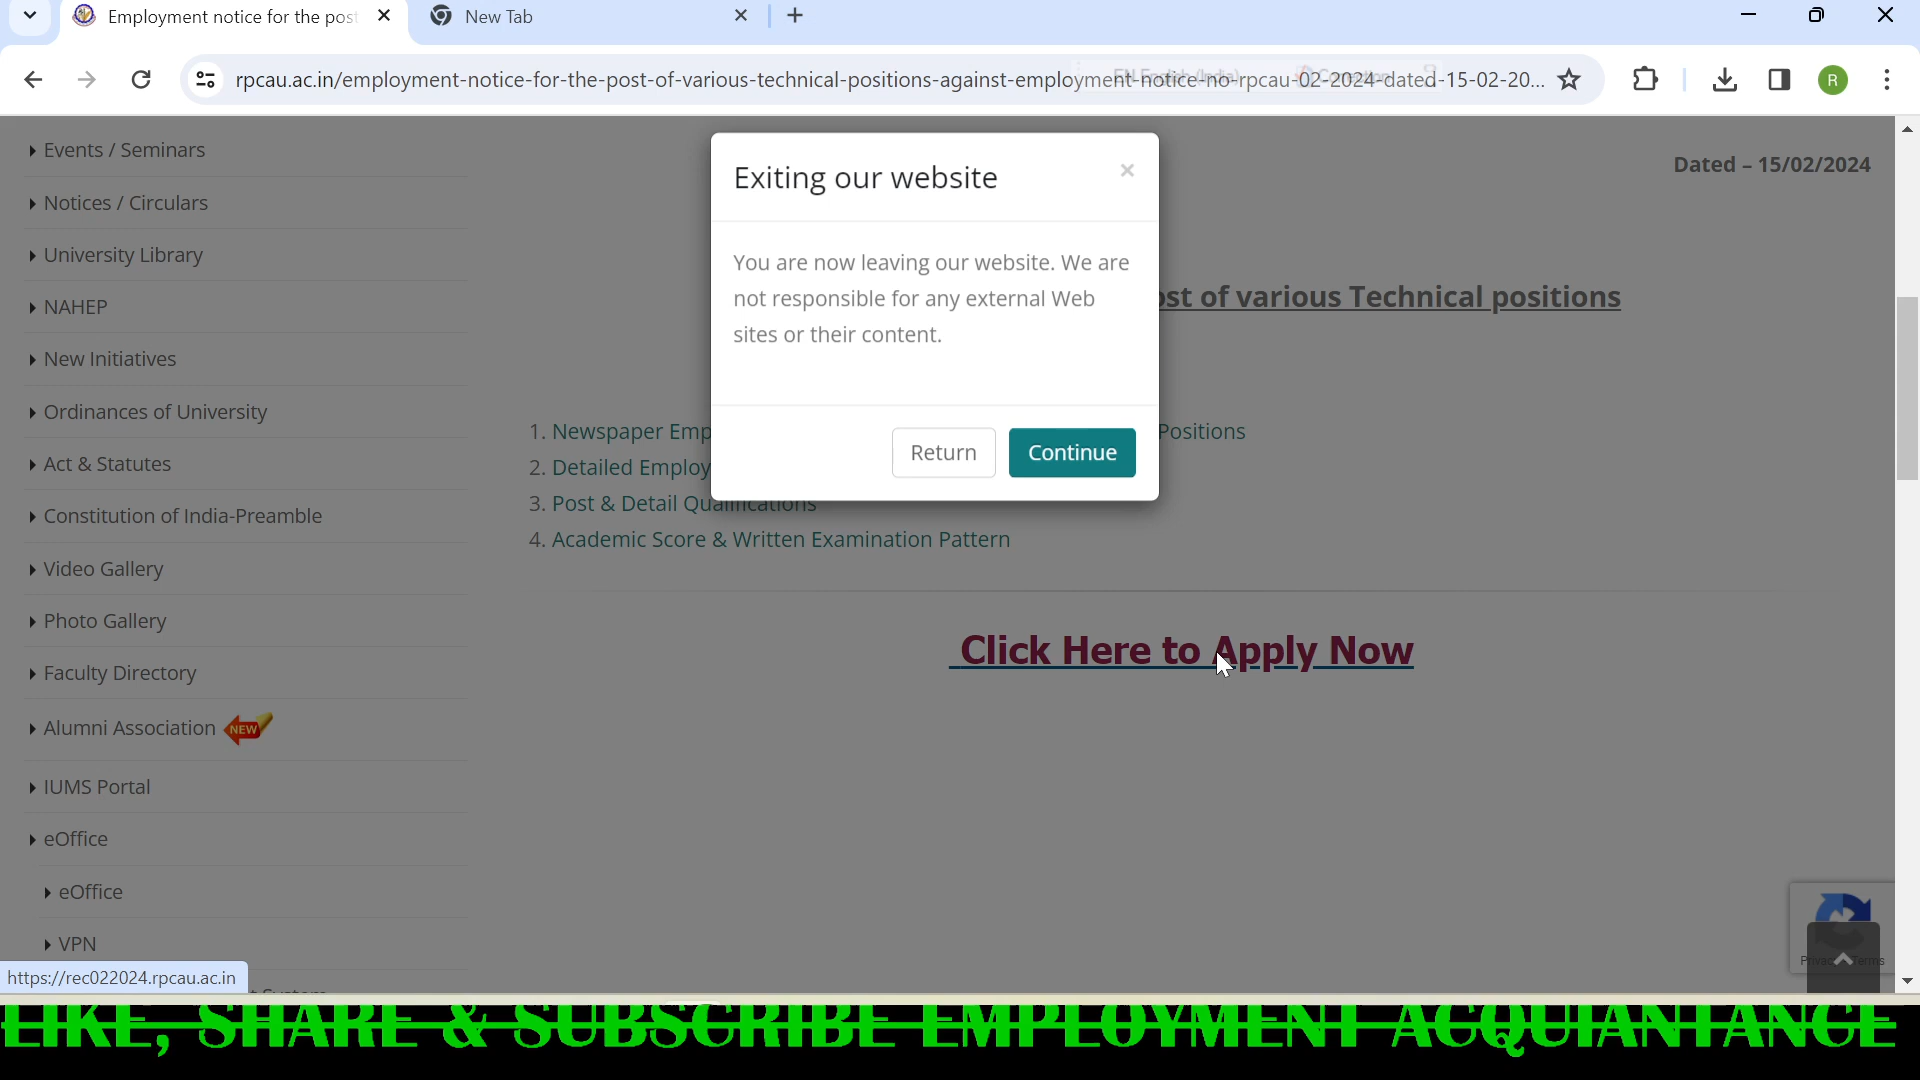 Employment notice for the post
New Tab
rpcau.ac.in/employment-notice-for-the-post-of-various-technical-positions-against-employment-notice-no-rpcau-02-2024-dated-15-02-20...
R
Events / Seminars
Notices / Circulars
University Library
NAHEP
New Initiatives
Ordinances of University
Act & Statutes
Constitution of India-Preamble
Video Gallery
Photo Gallery
Faculty Directory
Alumni Association NEW
IUMS Portal
eOffice
eOffice
VPN
https://rec022024.rpcau.ac.in
Dated – 15/02/2024
Exiting our website
×
You are now leaving our website. We are
not responsible for any external Web
sites or their content.
Return Continue
of various Technical positions
1. Newspaper Positions
2. Detailed
3. Post & Detail Qualifications
4. Academic Score & Written Examination Pattern
Click Here to Apply Now
LIKE, SHARE & SUBSCRIBE EMPLOYMENT ACQUIANTANCE